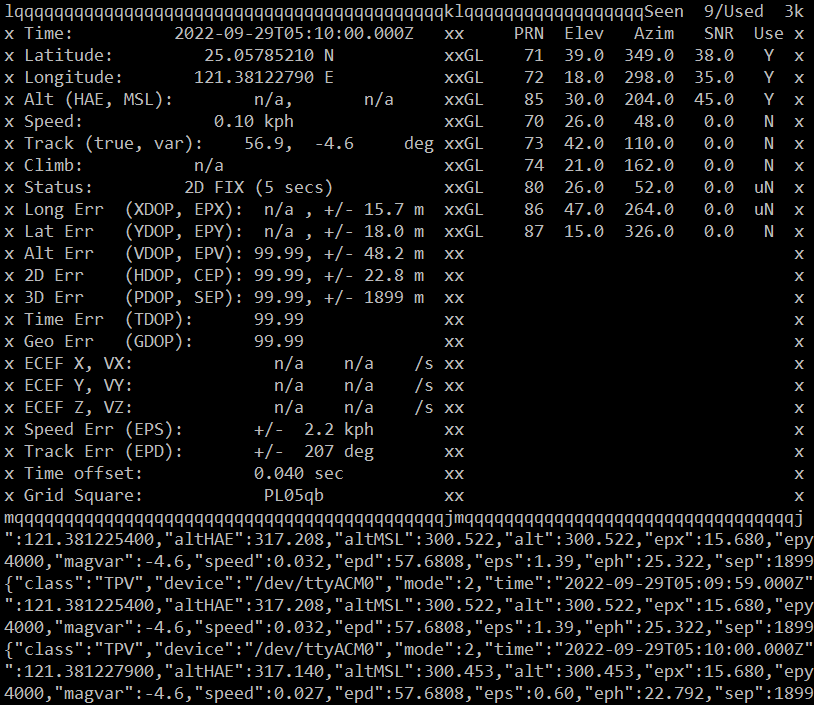 lqqqqqqqqqqqqqqqqqqqqqqqqqqqqqqqqqqqqqqqqqqqklqqqqqqqqqqqqqqqqqqSeen  9/Used  3k
x Time:          2022-09-29T05:10:00.000Z   xx     PRN  Elev   Azim   SNR  Use x
x Latitude:         25.05785210 N           xxGL    71  39.0  349.0  38.0   Y  x
x Longitude:       121.38122790 E           xxGL    72  18.0  298.0  35.0   Y  x
x Alt (HAE, MSL):        n/a,       n/a     xxGL    85  30.0  204.0  45.0   Y  x
x Speed:             0.10 kph               xxGL    70  26.0   48.0   0.0   N  x
x Track (true, var):    56.9,  -4.6     deg xxGL    73  42.0  110.0   0.0   N  x
x Climb:           n/a                      xxGL    74  21.0  162.0   0.0   N  x
x Status:         2D FIX (5 secs)           xxGL    80  26.0   52.0   0.0  uN  x
x Long Err  (XDOP, EPX):  n/a , +/- 15.7 m  xxGL    86  47.0  264.0   0.0  uN  x
x Lat Err   (YDOP, EPY):  n/a , +/- 18.0 m  xxGL    87  15.0  326.0   0.0   N  x
x Alt Err   (VDOP, EPV): 99.99, +/- 48.2 m  xx                                 x
x 2D Err    (HDOP, CEP): 99.99, +/- 22.8 m  xx                                 x
x 3D Err    (PDOP, SEP): 99.99, +/- 1899 m  xx                                 x
x Time Err  (TDOP):      99.99              xx                                 x
x Geo Err   (GDOP):      99.99              xx                                 x
x ECEF X, VX:              n/a    n/a    /s xx                                 x
x ECEF Y, VY:              n/a    n/a    /s xx                                 x
x ECEF Z, VZ:              n/a    n/a    /s xx                                 x
x Speed Err (EPS):       +/-  2.2 kph       xx                                 x
x Track Err (EPD):       +/-  207 deg       xx                                 x
x Time offset:           0.040 sec          xx                                 x
x Grid Square:            PL05qb            xx                                 x
mqqqqqqqqqqqqqqqqqqqqqqqqqqqqqqqqqqqqqqqqqqqjmqqqqqqqqqqqqqqqqqqqqqqqqqqqqqqqqqj
":121.381225400,"altHAE":317.208,"altMSL":300.522,"alt":300.522,"epx":15.680,"epy
4000,"magvar":-4.6,"speed":0.032,"epd":57.6808,"eps":1.39,"eph":25.322,"sep":1899
{"class":"TPV","device":"/dev/ttyACM0","mode":2,"time":"2022-09-29T05:09:59.000Z"
":121.381225400,"altHAE":317.208,"altMSL":300.522,"alt":300.522,"epx":15.680,"epy
4000,"magvar":-4.6,"speed":0.032,"epd":57.6808,"eps":1.39,"eph":25.322,"sep":1899
{"class":"TPV","device":"/dev/ttyACM0","mode":2,"time":"2022-09-29T05:10:00.000Z"
":121.381227900,"altHAE":317.140,"altMSL":300.453,"alt":300.453,"epx":15.680,"epy
4000,"magvar":-4.6,"speed":0.027,"epd":57.6808,"eps":0.60,"eph":22.792,"sep":1899